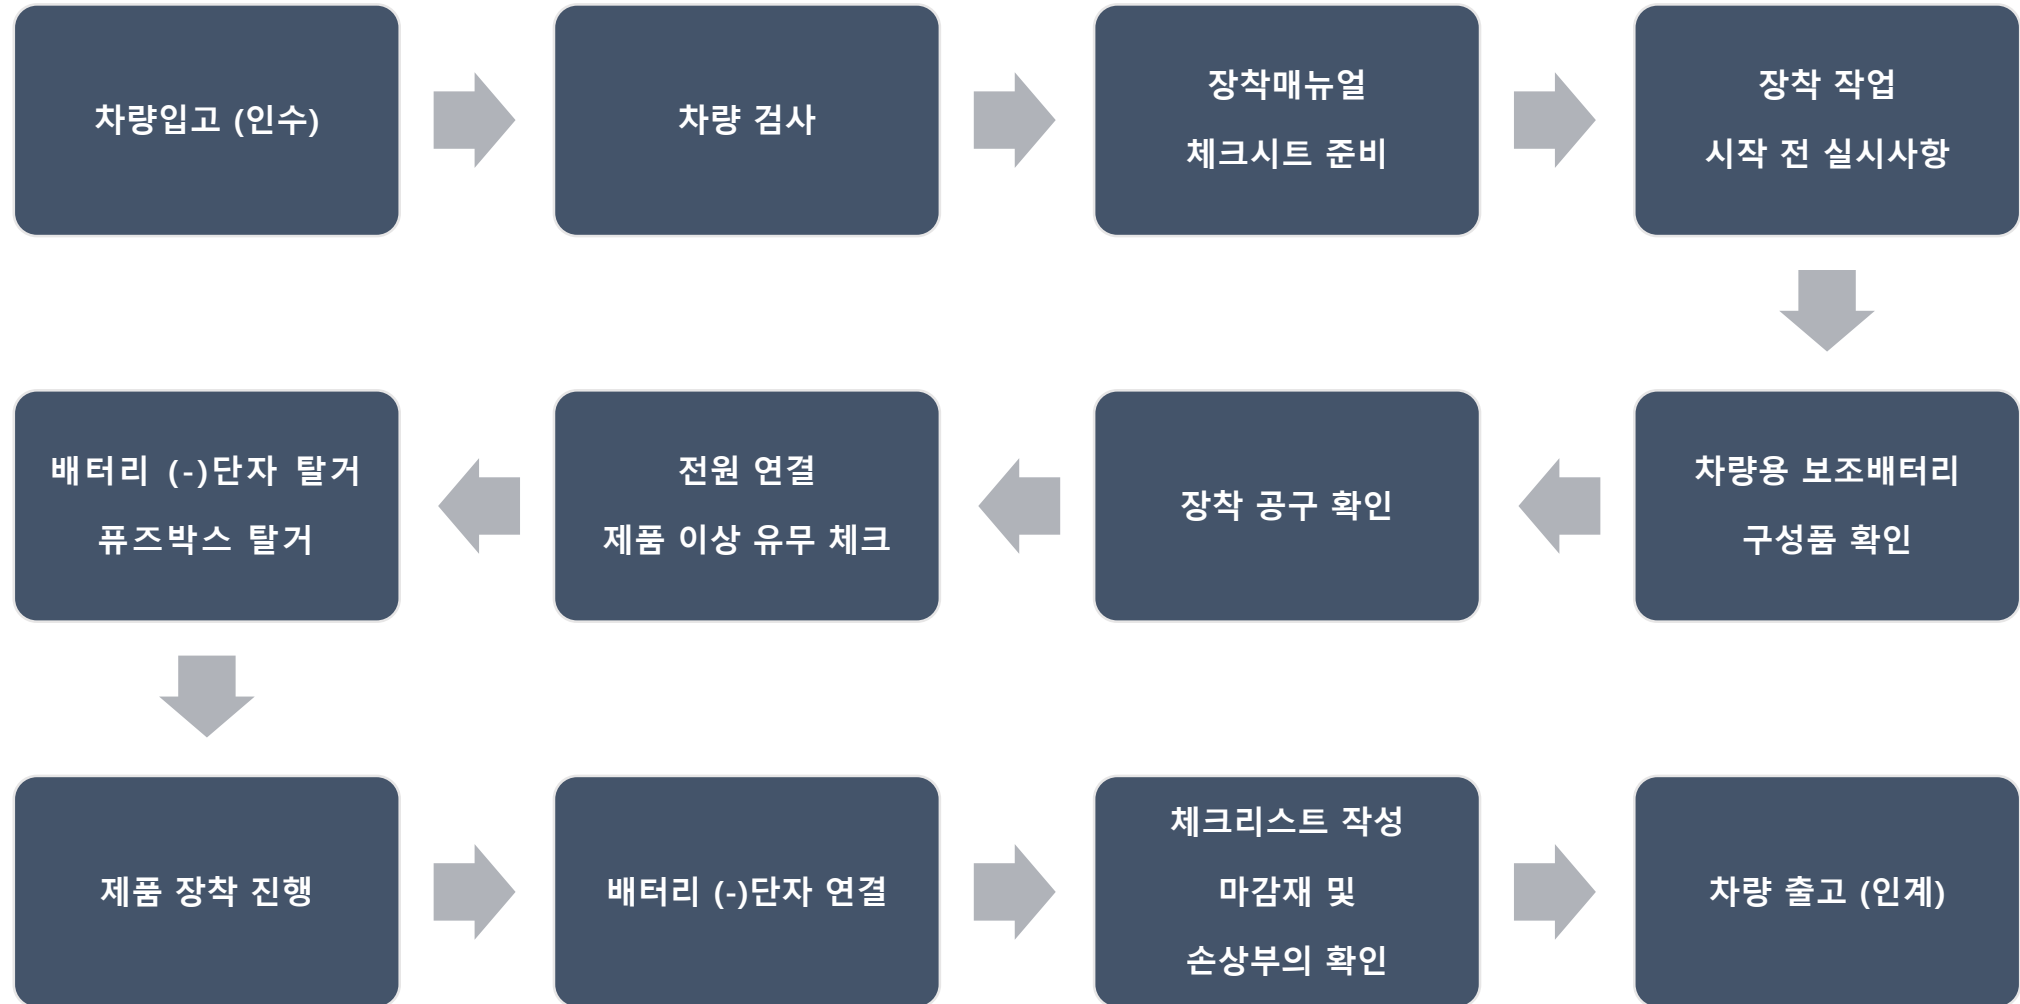 차량입고 (인수)
차량 검사
장착매뉴얼
체크시트 준비
장착 작업
시작 전 실시사항
차량용 보조배터리
구성품 확인
장착 공구 확인
전원 연결
제품 이상 유무 체크
배터리 (-)단자 탈거
퓨즈박스 탈거
제품 장착 진행
배터리 (-)단자 연결
체크리스트 작성
마감재 및
손상부의 확인
차량 출고 (인계)